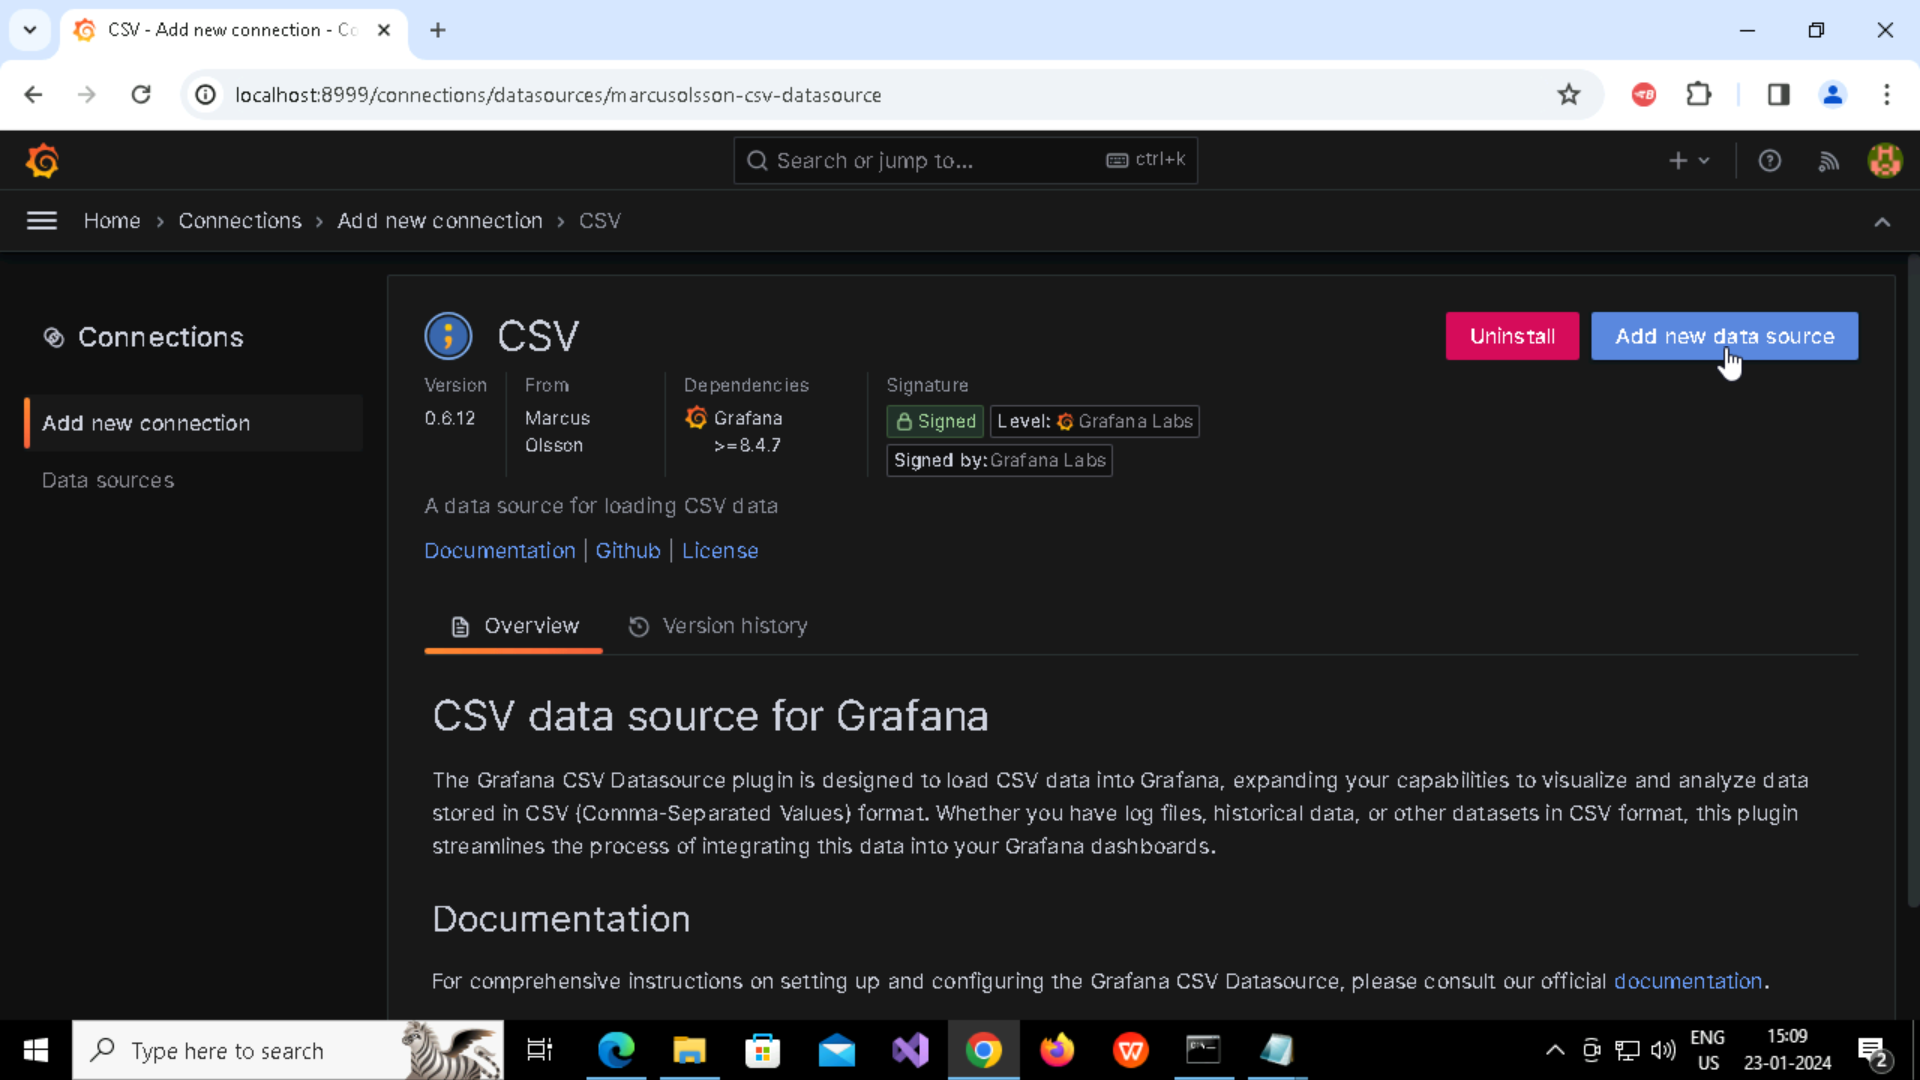 CSV - Add new connection - Co
localhost:8999/connections/datasources/marcusolsson-csv-datasource
Search or jump to...
ctrl+k
Home
Connections
Add new connection
CSV
Connections
Add new connection
Data sources
CSV
Uninstall
Add new data source
Version
From
Dependencies
Signature
0.6.12
Marcus
Olsson
Grafana
>=8.4.7
Signed
Level: Grafana Labs
Signed by: Grafana Labs
A data source for loading CSV data
Documentation | Github | License
Overview
Version history
CSV data source for Grafana
The Grafana CSV Datasource plugin is designed to load CSV data into Grafana, expanding your capabilities to visualize and analyze data
stored in CSV (Comma-Separated Values) format. Whether you have log files, historical data, or other datasets in CSV format, this plugin
streamlines the process of integrating this data into your Grafana dashboards.
Documentation
For comprehensive instructions on setting up and configuring the Grafana CSV Datasource, please consult our official documentation.
Type here to search
ENG
US
15:09
23-01-2024
2